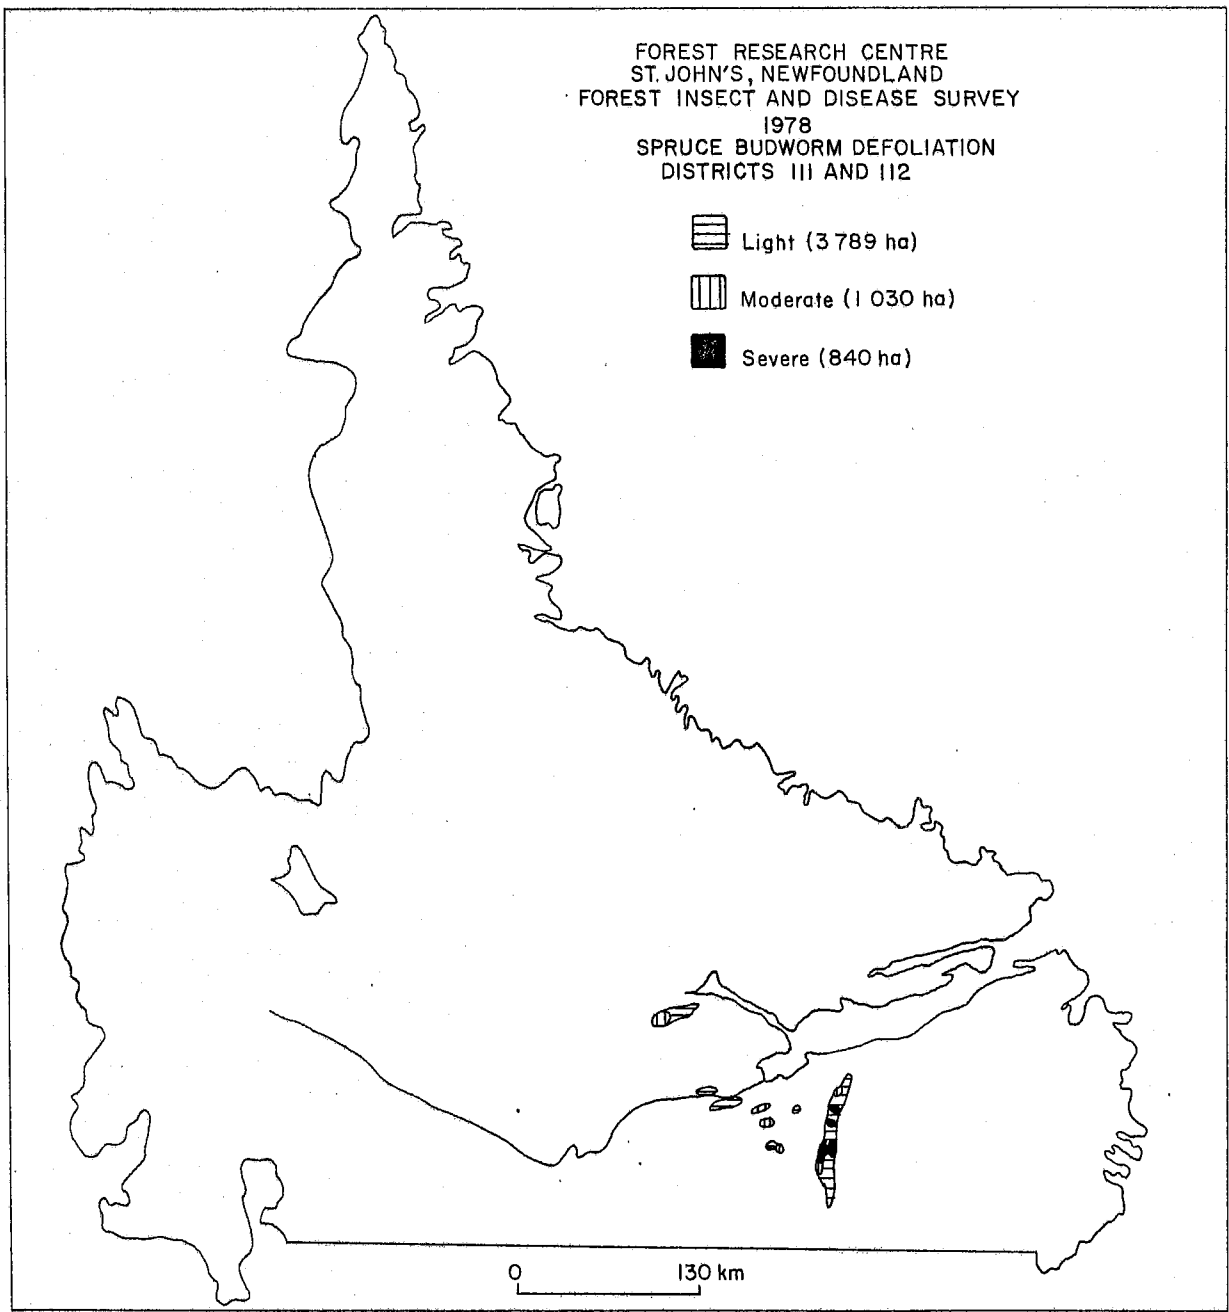 FOREST RESEARCH CENTRE
ST. JOHN'S, NEWFOUNDLAND
FOREST INSECT AND DISEASE SURVEY
1978
SPRUCE BUDWORM DEFOLIATION
DISTRICTS 111 AND 112
Light (3 789 ha)
Moderate (1 030 ha)
Severe (840 ha)
0 130 km